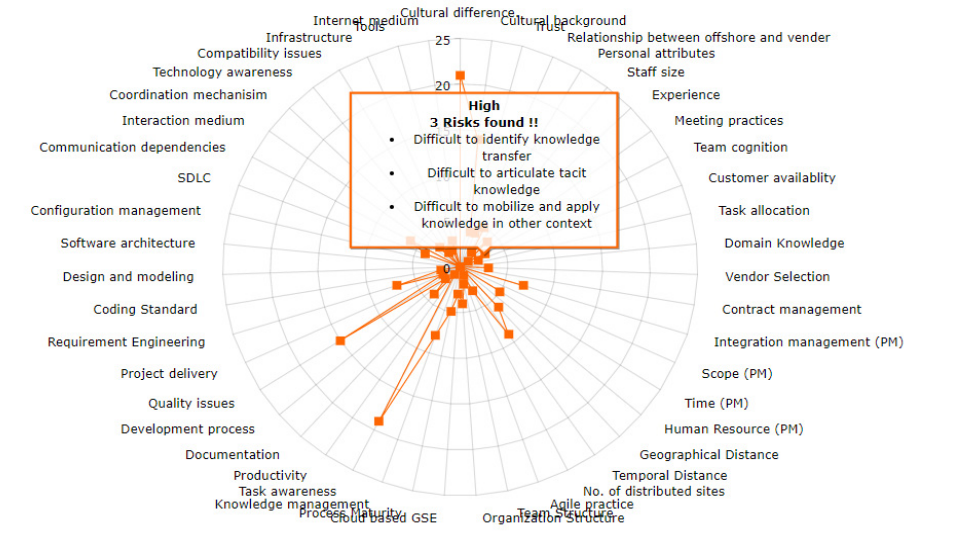 Cultural difference
Internet medium
Cultural background
Tools
Trust
Infrastructure
Relationship between offshore and vender
Compatibility issues
Personal attributes
Technology awareness
Staff size
Coordination mechanisim
Experience
Interaction medium
Meeting practices
Communication dependencies
Team cognition
SDLC
Customer availablity
Configuration management
Task allocation
Software architecture
Domain Knowledge
Design and modeling
Vendor Selection
Coding Standard
Contract management
Requirement Engineering
Integration management (PM)
Project delivery
Scope (PM)
Quality issues
Time (PM)
Development process
Human Resource (PM)
Documentation
Geographical Distance
Productivity
Temporal Distance
Task awareness
No. of distributed sites
Knowledge management
Agile practice
Process Maturity
Team Structure
Cloud based GSE
Organization Structure
25
20
15
10
0
High
3 Risks found !!
• Difficult to identify knowledge
transfer
• Difficult to articulate tacit
knowledge
• Difficult to mobilize and apply
knowledge in other context